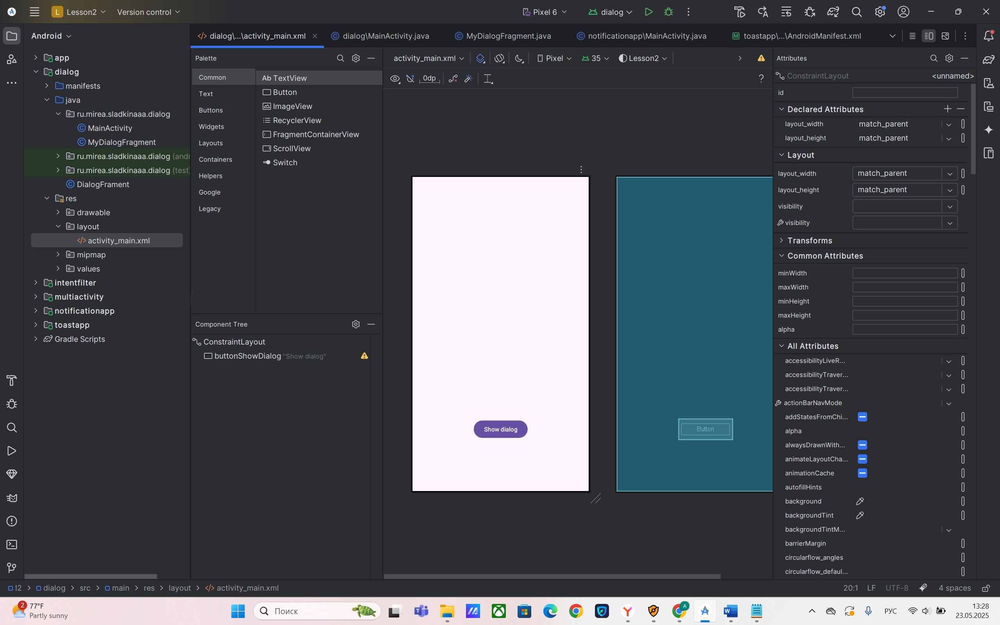 L Lesson2 Version control Pixel 6 dialog
Android
app
dialog
manifests
java
ru.mirea.sladkinaaa.dialog
MainActivity
MyDialogFragment
ru.mirea.sladkinaaa.dialog (andr
ru.mirea.sladkinaaa.dialog (test)
DialogFrament
res
drawable
layout
activity_main.xml
mipmap
values
intentfilter
multiactivity
notificationapp
toastapp
Gradle Scripts
dialog\...\activity_main.xml dialog\MainActivity.java MyDialogFragment.java notificationapp\MainActivity.java toastapp\...\AndroidManifest.xml
Palette
Common
Text
Buttons
Widgets
Layouts
Containers
Helpers
Google
Legacy
Ab TextView
Button
ImageView
RecyclerView
FragmentContainerView
ScrollView
Switch
Component Tree
ConstraintLayout
buttonShowDialog "Show dialog"
activity_main.xml Pixel 35 Lesson2
0dp ?
Show dialog
Button
Attributes
ConstraintLayout <unnamed>
id
Declared Attributes
layout_width match_parent
layout_height match_parent
Layout
layout_width match_parent
layout_height match_parent
visibility
visibility
Transforms
Common Attributes
minWidth
maxWidth
minHeight
maxHeight
alpha
All Attributes
accessibilityLiveR...
accessibilityTraver...
accessibilityTraver...
actionBarNavMode
addStatesFromChi...
alpha
alwaysDrawnWith...
animateLayoutCha...
animationCache
autofillHints
background
backgroundTint
backgroundTintM...
barrierMargin
circularflow_angles
circularflow_defaul...
l2 > dialog > src > main > res > layout > activity_main.xml
20:1 LF UTF-8 4 spaces
2
77°F
Partly sunny
Поиск
A
РУС
13:28
23.05.2025